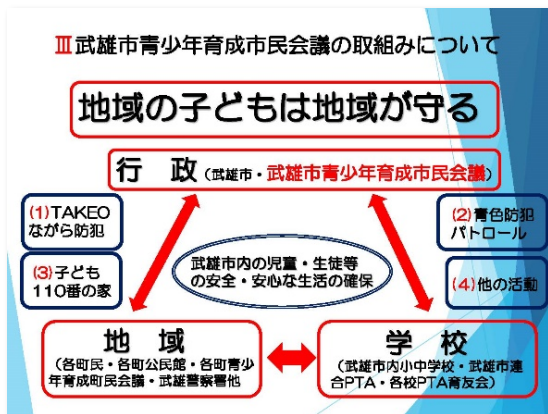 Ⅲ武雄市青少年育成市民会議の取組みについて
地域の子どもは地域が守る
行 政(武雄市・武雄市青少年育成市民会議)
(1)TAKEO
ながら防犯
(2)青色防犯
パトロール
(3)子ども
110番の家
武雄市内の児童・生徒等
の安全・安心な生活の確保
(4)他の活動
地 域
(各町民・各町公民館・各町青少
年育成町民会議・武雄警察署他)
学 校
(武雄市内小中学校・武雄市連
合PTA・各校PTA育友会)